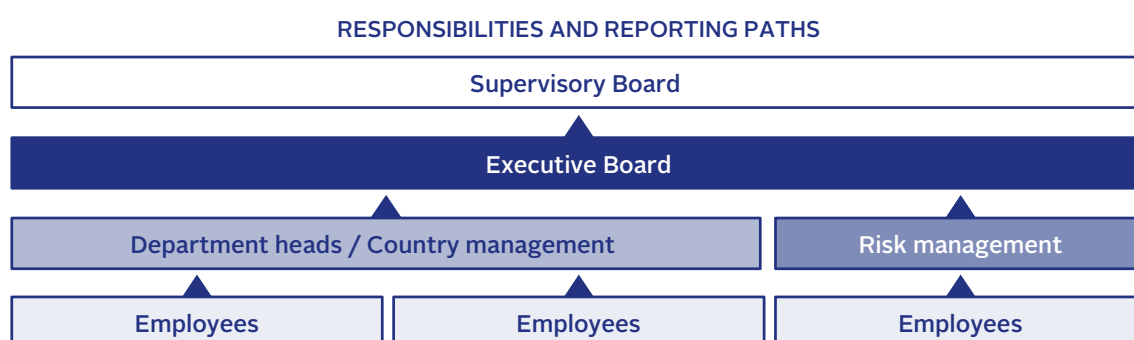 RESPONSIBILITIES AND REPORTING PATHS
Supervisory Board
Executive Board
Department heads / Country management
Risk management
Employees
Employees
Employees